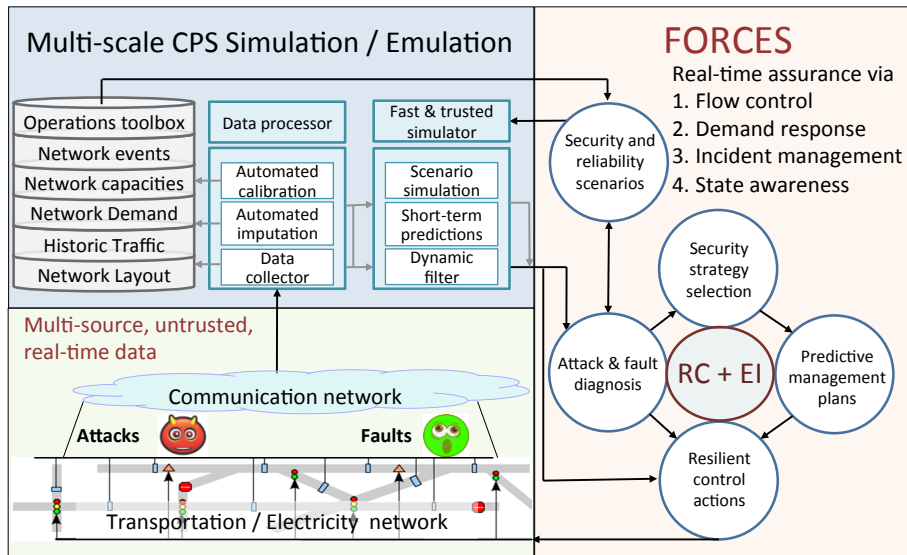 Multi-scale CPS Simulation / Emulation
Operations toolbox
Network events
Network capacities
Network Demand
Historic Traffic
Network Layout
Data processor
Automated
calibration
Automated
imputation
Data
collector
Fast & trusted
simulator
Scenario
simulation
Short-term
predictions
Dynamic
filter
FORCES
Real-time assurance via
1. Flow control
2. Demand response
3. Incident management
4. State awareness
Security and
reliability
scenarios
Security
strategy
selection
Attack & fault
diagnosis
RC + EI
Predictive
management
plans
Resilient
control
actions
Multi-source, untrusted,
real-time data
Communication network
Attacks
Faults
Transportation / Electricity network